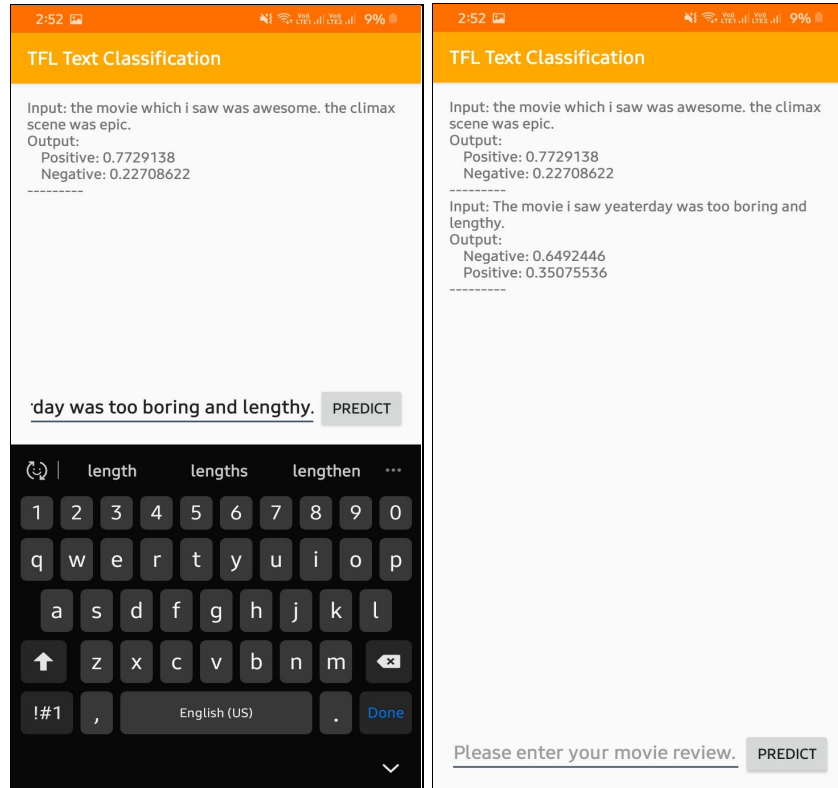 2:52 9%
TFL Text Classification
Input: the movie which i saw was awesome. the climax
scene was epic.
Output:
Positive: 0.7729138
Negative: 0.22708622
---------
day was too boring and lengthy. PREDICT
length lengths lengthen ...
1 2 3 4 5 6 7 8 9 0
q w e r t y u i o p
a s d f g h j k l
z x c v b n m
!#1 , English (US) . Done
2:52 9%
TFL Text Classification
Input: the movie which i saw was awesome. the climax
scene was epic.
Output:
Positive: 0.7729138
Negative: 0.22708622
---------
Input: The movie i saw yeaterday was too boring and
lengthy.
Output:
Negative: 0.6492446
Positive: 0.35075536
---------
Please enter your movie review. PREDICT